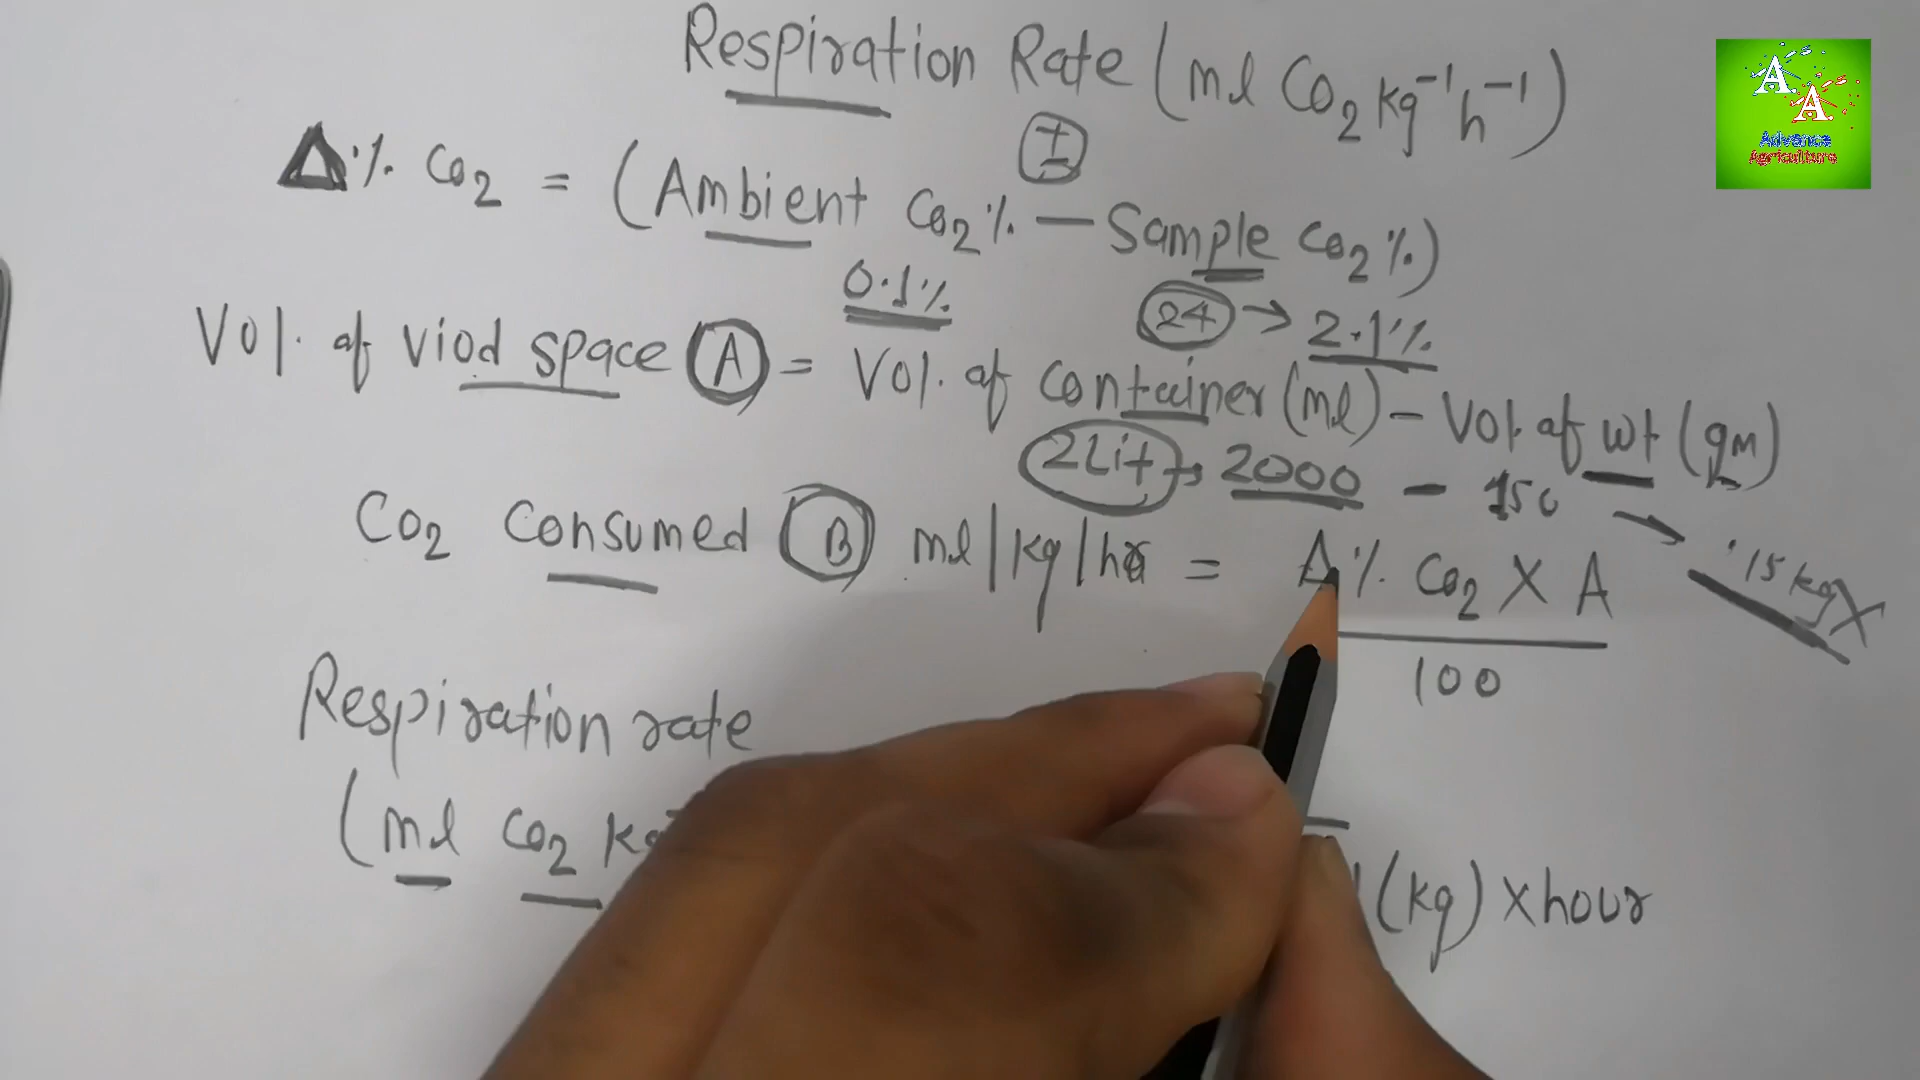 Respiration Rate (ml CO2 kg⁻¹ h⁻¹)
±
Δ% CO2 = (Ambient CO2% — Sample CO2%)
0.1%
24 → 2.1%
Vol. of Viod space A = Vol. of Container (ml) - Vol. of wt (gm)
2Lit → 2000 - 150 → .15 kg X
CO2 Consumed B ml/kg/hr = Δ% CO2 X A
100
Respiration rate
(ml CO2 kg
(kg) x hour
A
A
Advance
Agriculture